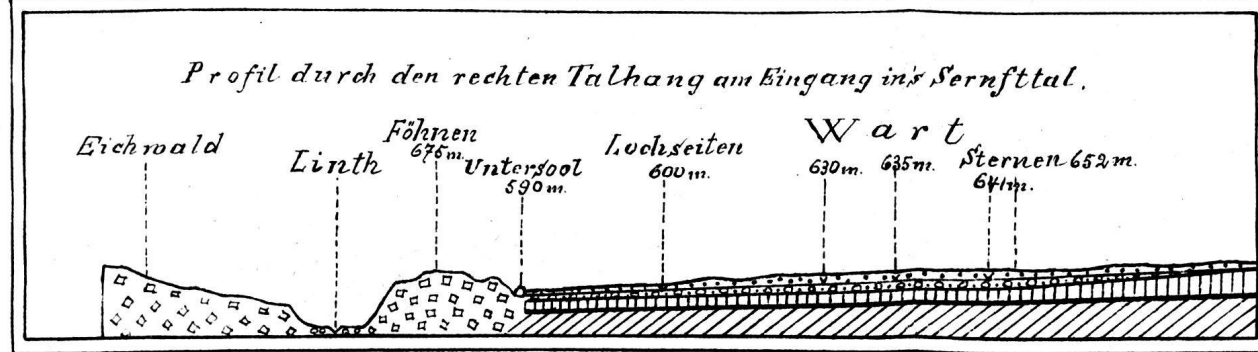 Profil durch den rechten Talhang am Eingang in's Sernfttal.
Eichwald
Linth
Föhnen
675m.
Untersool
590m.
Lochseiten
600m.
Wart
630m.
635m.
Sternen 652m.
641m.